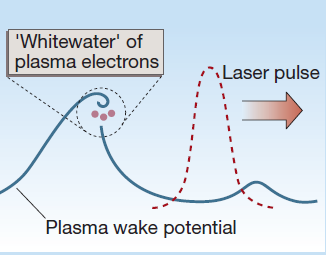 'Whitewater' of
plasma electrons
Laser pulse
Plasma wake potential